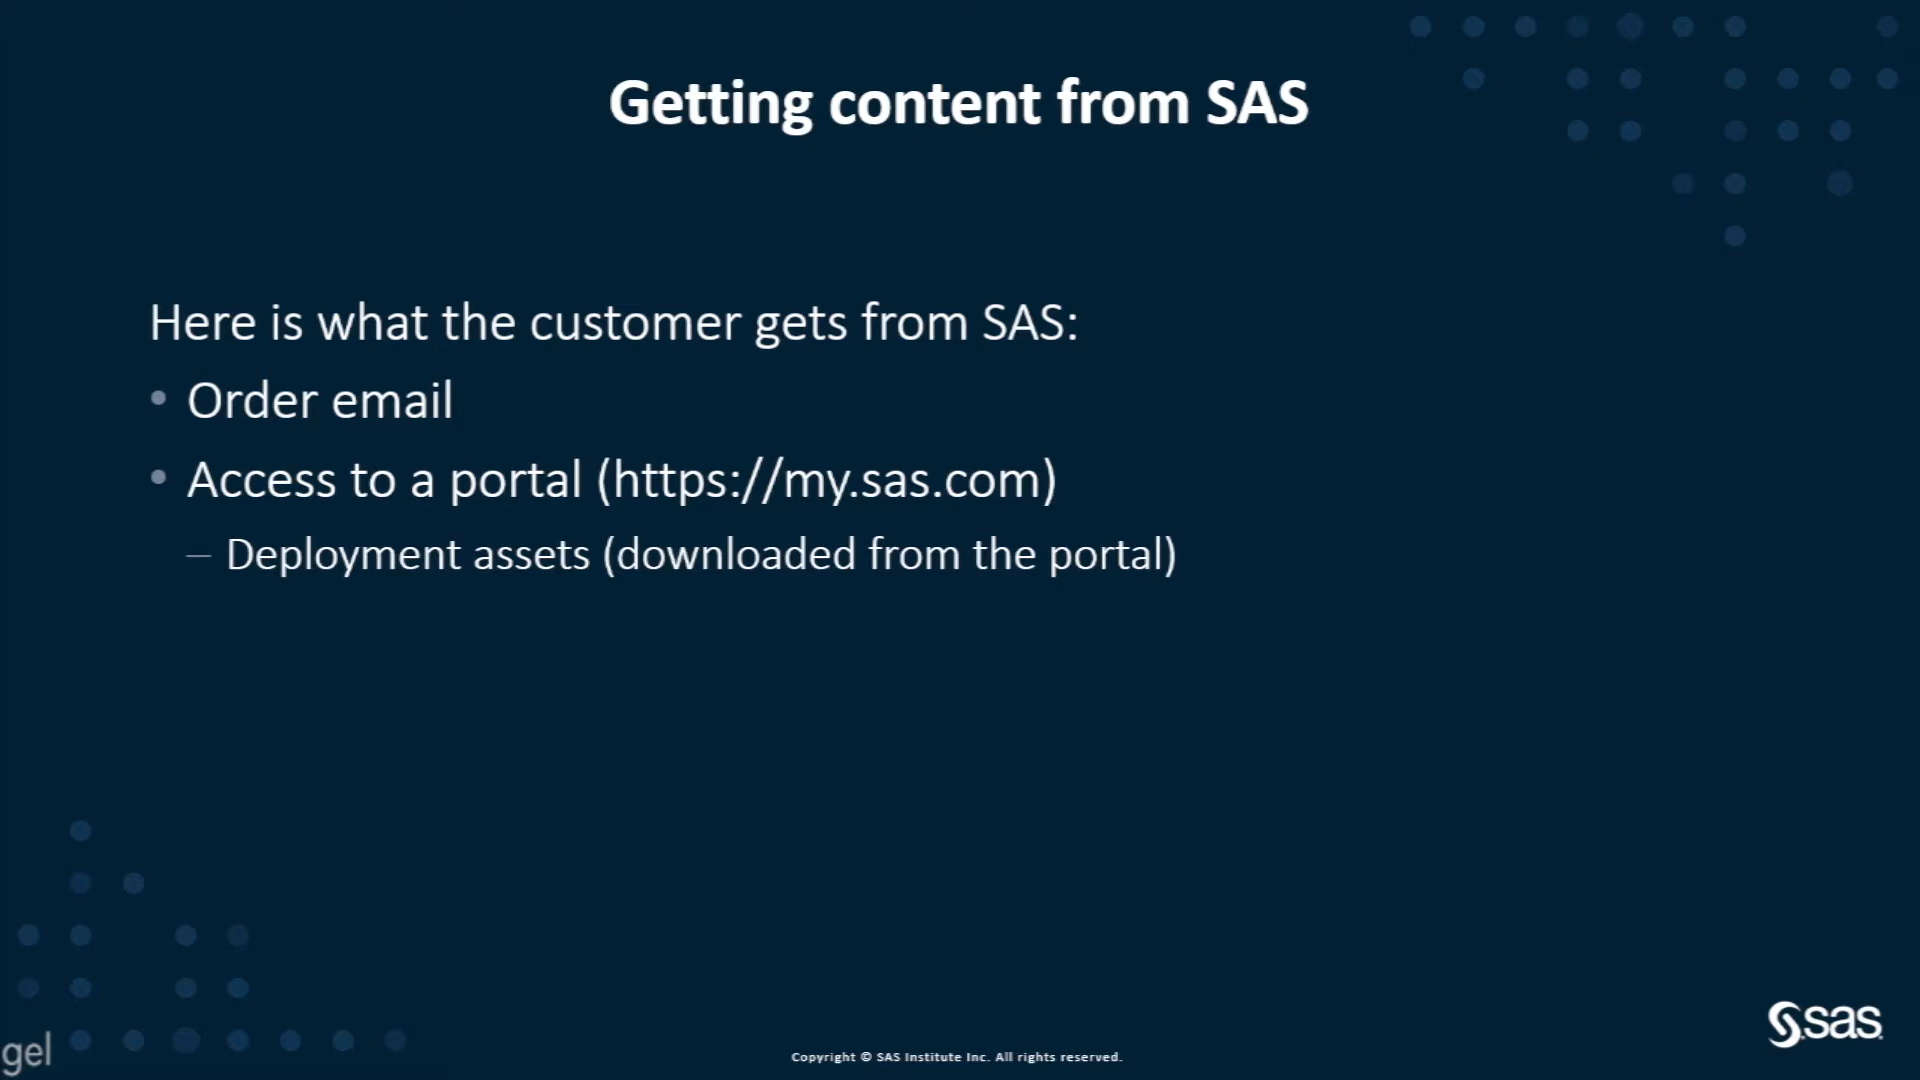 Getting content from SAS
Here is what the customer gets from SAS:
• Order email
• Access to a portal (https://my.sas.com)
– Deployment assets (downloaded from the portal)
gel
Copyright © SAS Institute Inc. All rights reserved.
sas